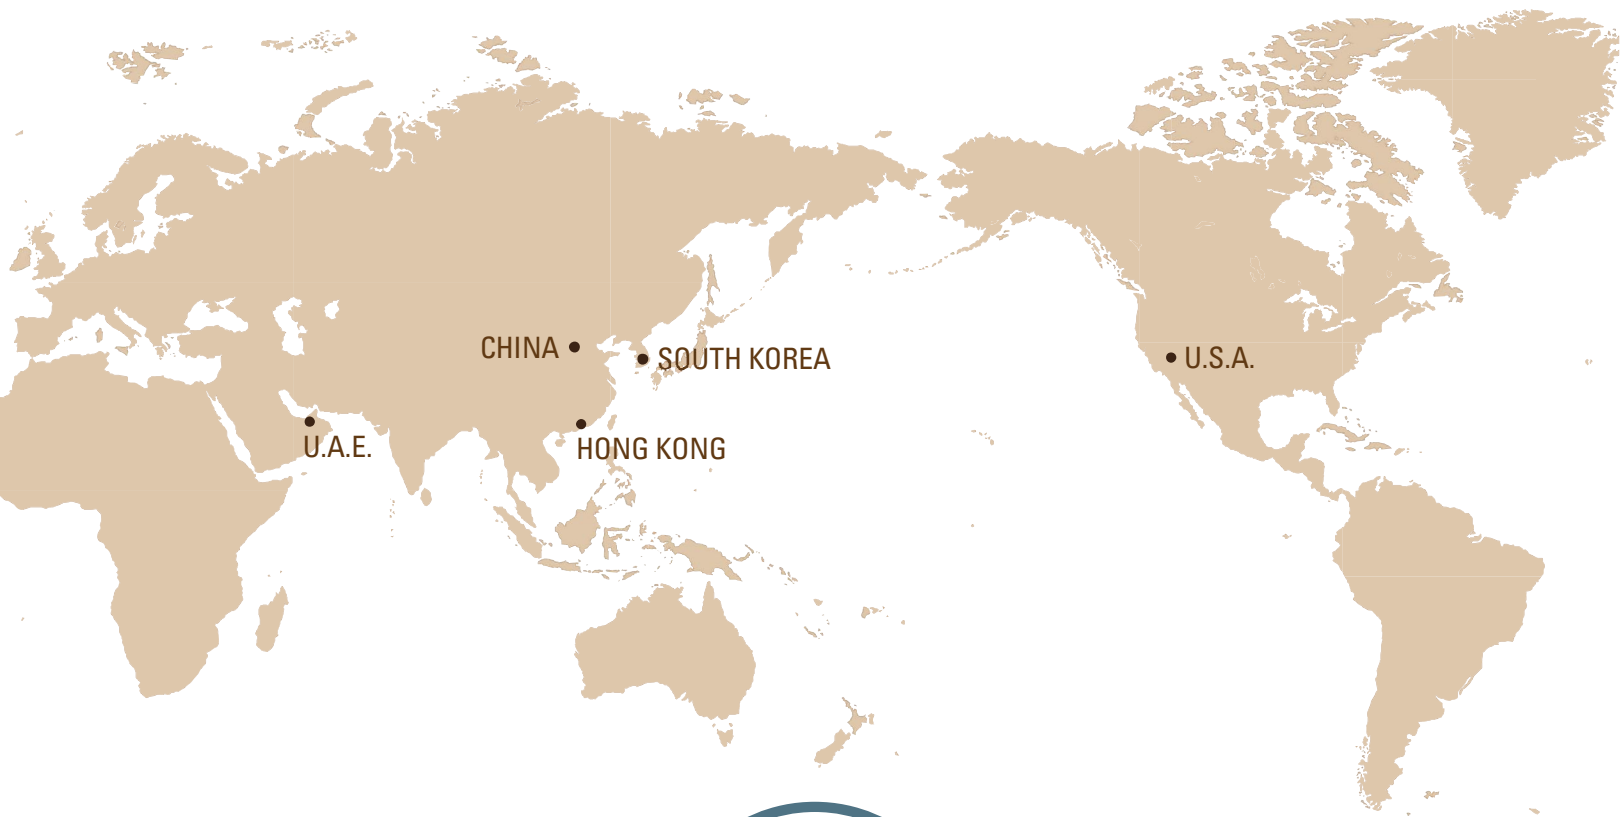 CHINA
SOUTH KOREA
U.S.A.
U.A.E.
HONG KONG